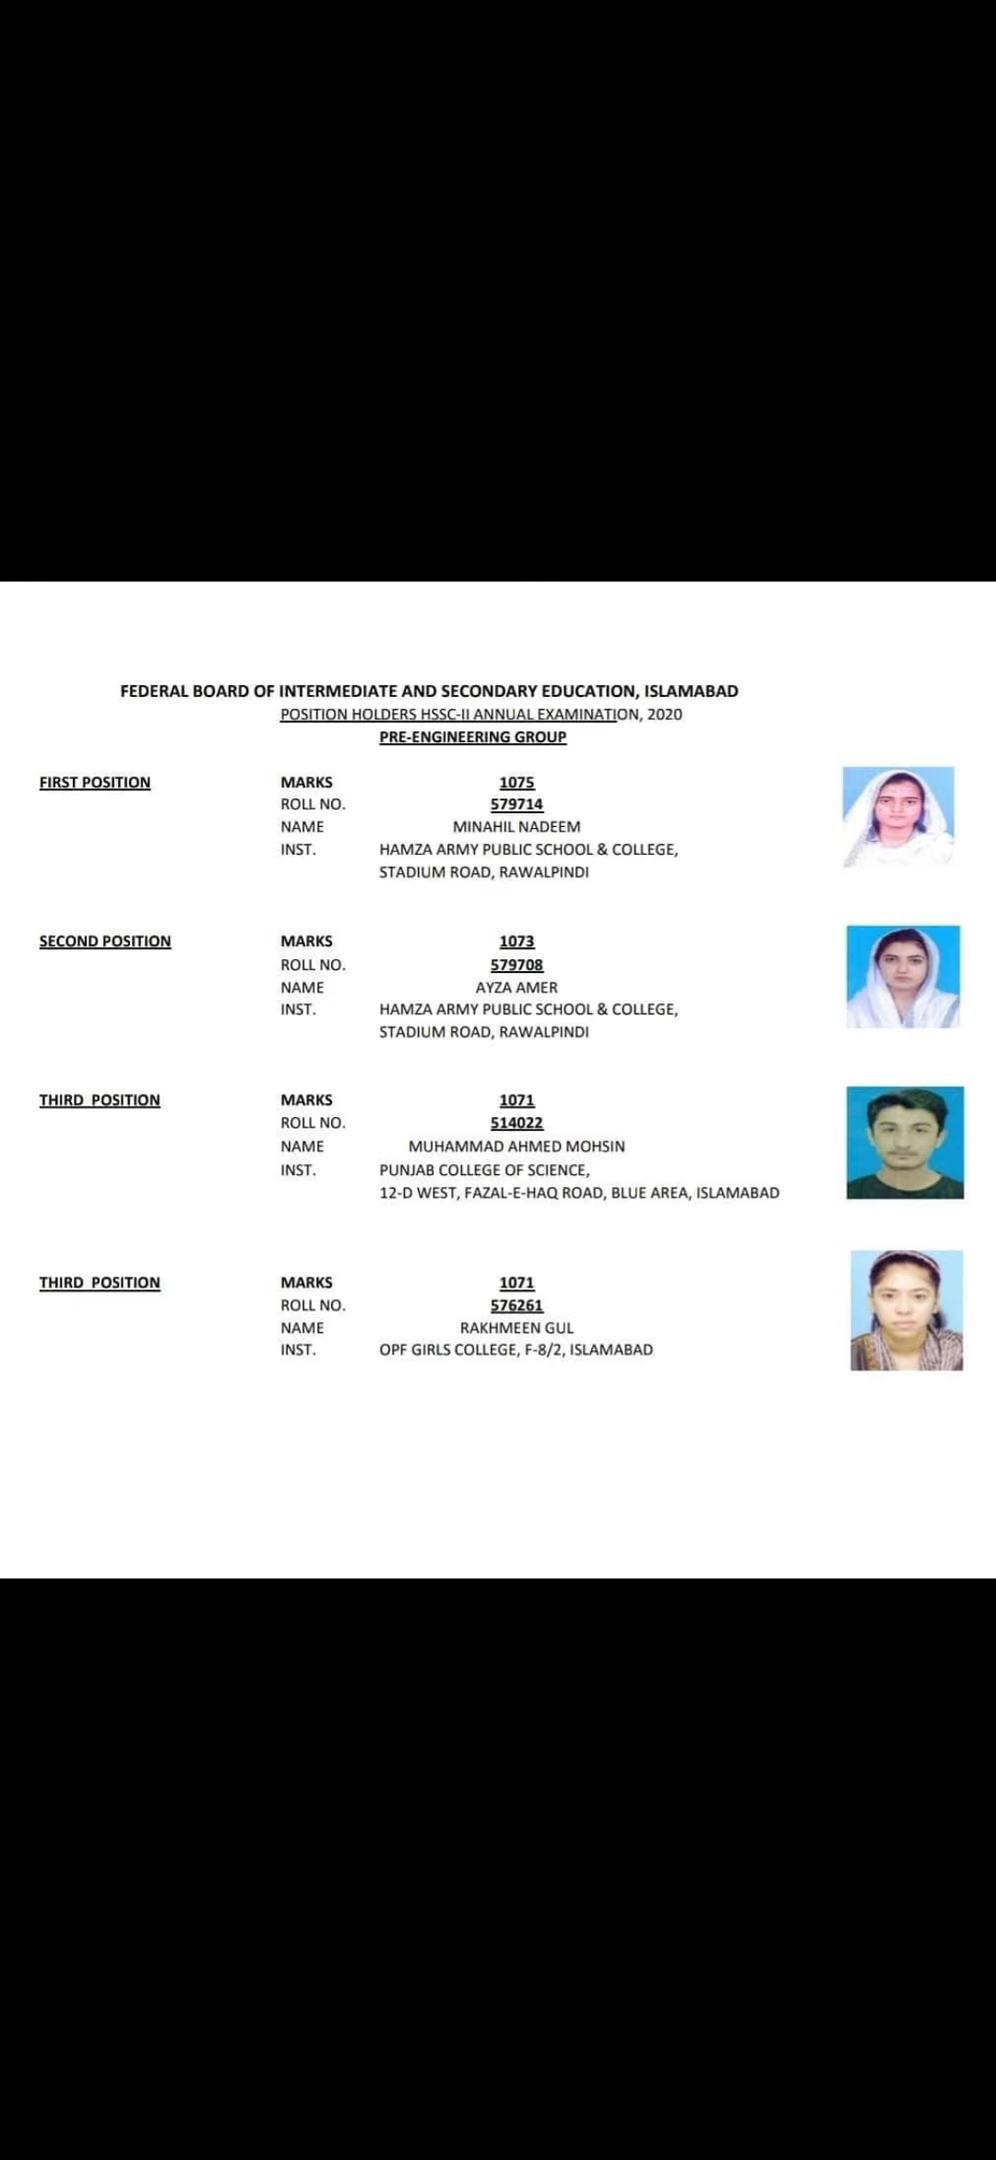 FEDERAL BOARD OF INTERMEDIATE AND SECONDARY EDUCATION, ISLAMABAD
POSITION HOLDERS HSSC-II ANNUAL EXAMINATION, 2020
PRE-ENGINEERING GROUP
FIRST POSITION MARKS 1075
ROLL NO. 579714
NAME MINAHIL NADEEM
INST. HAMZA ARMY PUBLIC SCHOOL & COLLEGE,
STADIUM ROAD, RAWALPINDI
SECOND POSITION MARKS 1073
ROLL NO. 579708
NAME AYZA AMER
INST. HAMZA ARMY PUBLIC SCHOOL & COLLEGE,
STADIUM ROAD, RAWALPINDI
THIRD POSITION MARKS 1071
ROLL NO. 514022
NAME MUHAMMAD AHMED MOHSIN
INST. PUNJAB COLLEGE OF SCIENCE,
12-D WEST, FAZAL-E-HAQ ROAD, BLUE AREA, ISLAMABAD
THIRD POSITION MARKS 1071
ROLL NO. 576261
NAME RAKHMEEN GUL
INST. OPF GIRLS COLLEGE, F-8/2, ISLAMABAD